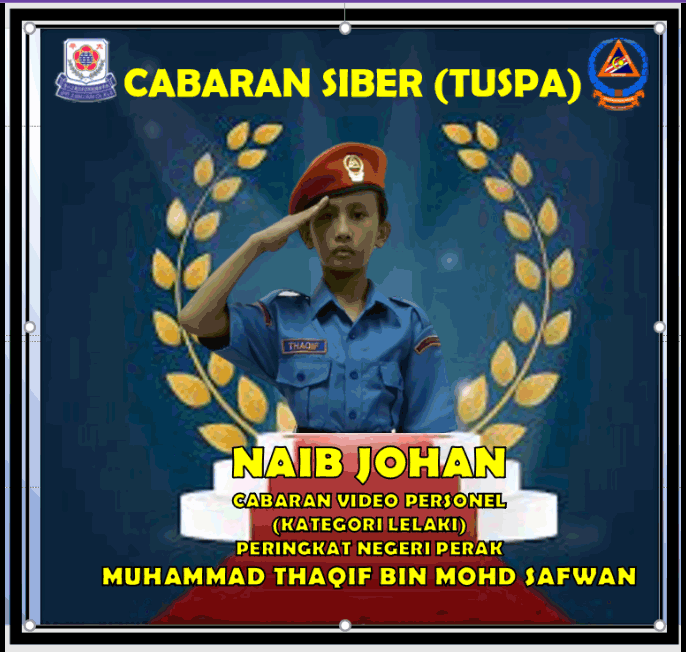 CABARAN SIBER (TUSPA)
THAQIF
NAIB JOHAN
CABARAN VIDEO PERSONEL
(KATEGORI LELAKI)
PERINGKAT NEGERI PERAK
MUHAMMAD THAQIF BIN MOHD SAFWAN